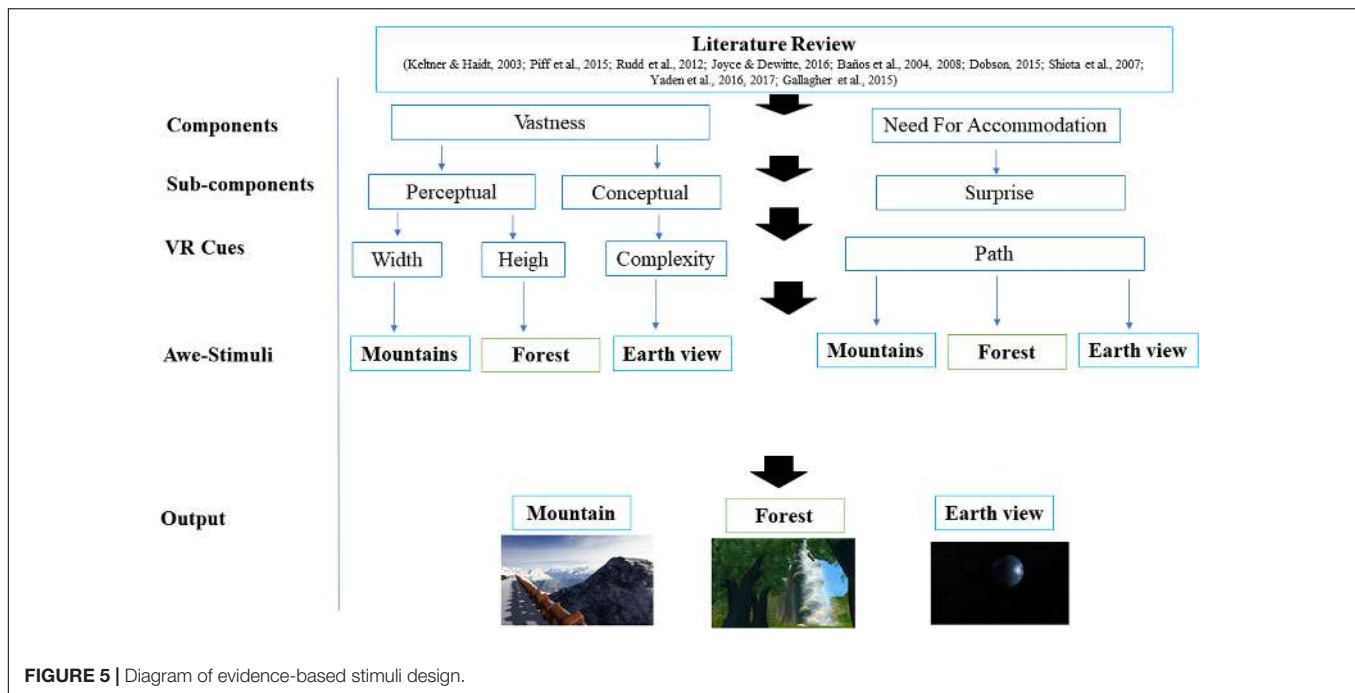 Literature Review
(Keltner & Haidt, 2003; Piff et al., 2015; Rudd et al., 2012; Joyce & Dewitte, 2016; Baños et al., 2004, 2008; Dobson, 2015; Shiota et al., 2007;
Yaden et al., 2016, 2017; Gallagher et al., 2015)
Components
Vastness
Need For Accommodation
Sub-components
Perceptual
Conceptual
Surprise
VR Cues
Width
Heigh
Complexity
Path
Awe-Stimuli
Mountains
Forest
Earth view
Mountains
Forest
Earth view
Output
Mountain
Forest
Earth view
FIGURE 5 | Diagram of evidence-based stimuli design.